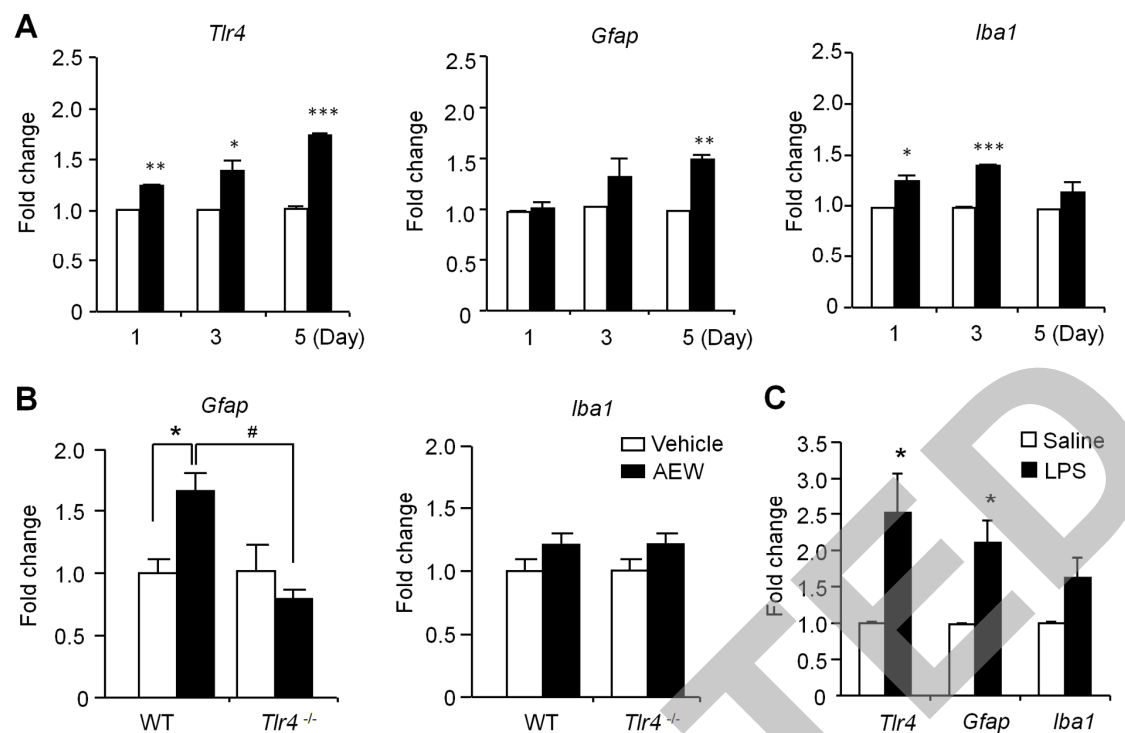 A
Tlr4
Gfap
Iba1
Fold change
2.5
2.0
1.5
1.0
0.5
0
**
*
***
1
3
5 (Day)
Fold change
2.5
2.0
1.5
1.0
0.5
0
**
1
3
5 (Day)
Fold change
2.5
2.0
1.5
1.0
0.5
0
*
***
1
3
5 (Day)
B
Gfap
Fold change
2.0
1.5
1.0
0.5
0
*
#
WT
Tlr4 -/-
Iba1
Vehicle
AEW
Fold change
2.0
1.5
1.0
0.5
0
WT
Tlr4 -/-
C
Saline
LPS
Fold change
3.5
3.0
2.5
2.0
1.5
1.0
0.5
0
*
*
Tlr4
Gfap
Iba1
TED